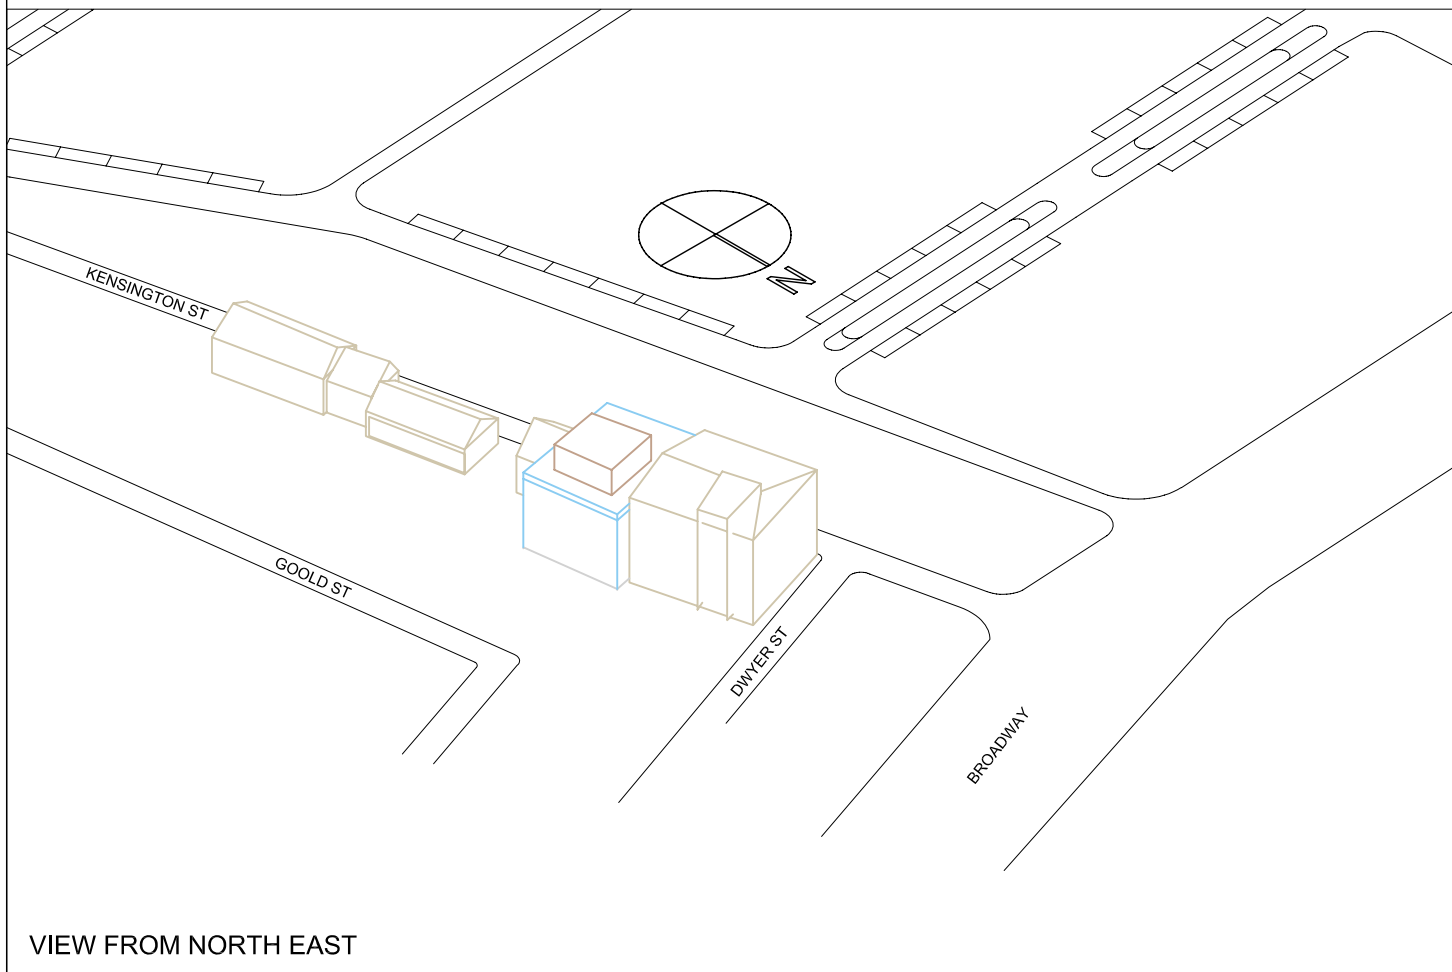 N
KENSINGTON ST
GOOLD ST
DWYER ST
BROADWAY
VIEW FROM NORTH EAST